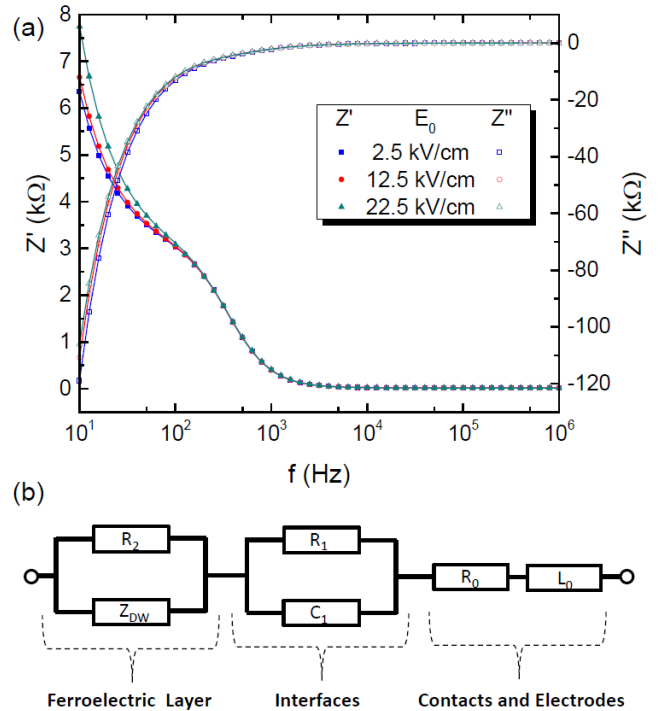 (a)
8
7
6
5
4
3
2
1
0
Z' (kΩ)
0
-20
-40
-60
-80
-100
-120
Z'' (kΩ)
Z' E₀ Z''
2.5 kV/cm
12.5 kV/cm
22.5 kV/cm
10¹ 10² 10³ 10⁴ 10⁵ 10⁶
f (Hz)
(b)
R₂
Z_DW
R₁
C₁
R₀
L₀
Ferroelectric Layer
Interfaces
Contacts and Electrodes